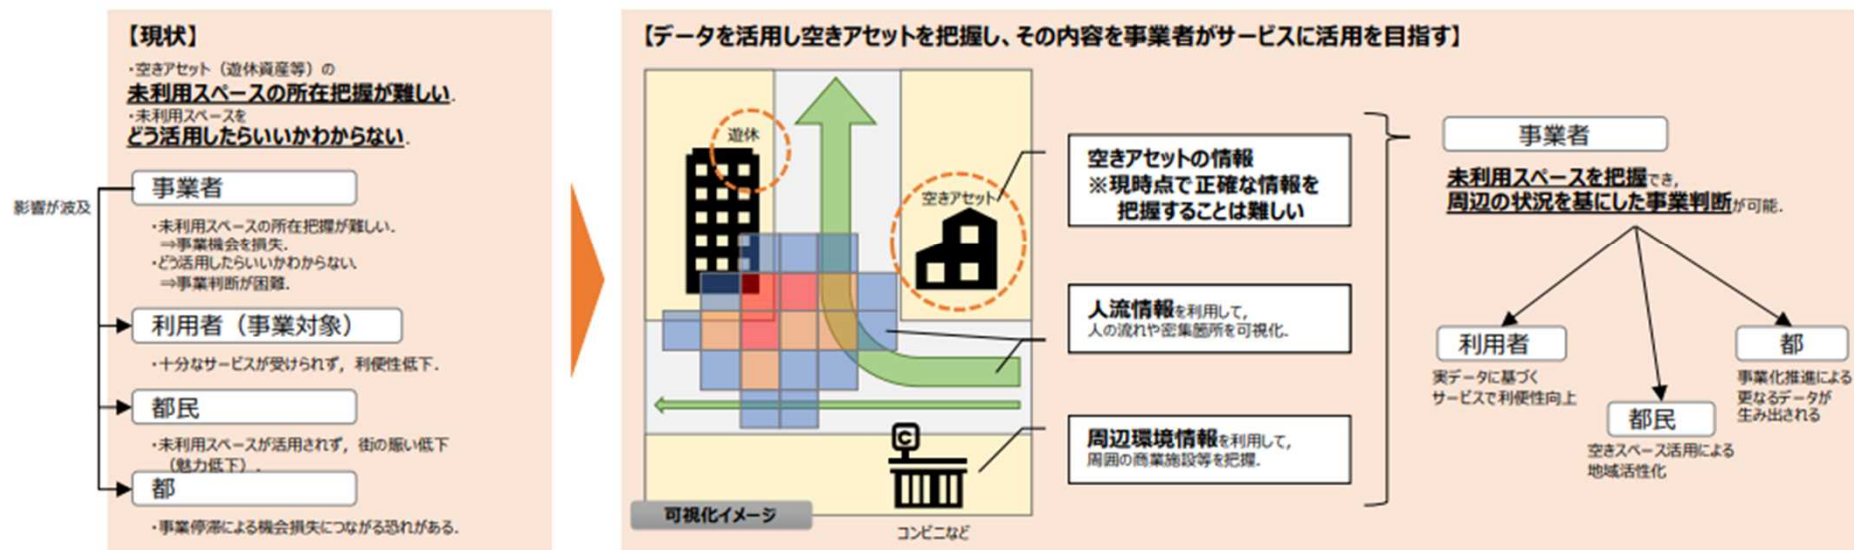 【現状】
・空きアセット（遊休資産等）の
未利用スペースの所在把握が難しい.
・未利用スペースを
どう活用したらいいかわからない.
影響が波及
事業者
・未利用スペースの所在把握が難しい.
⇒事業機会を損失.
・どう活用したらいいかわからない.
⇒事業判断が困難.
利用者（事業対象）
・十分なサービスが受けられず，利便性低下.
都民
・未利用スペースが活用されず，街の賑い低下
（魅力低下）.
都
・事業停滞による機会損失につながる恐れがある.
【データを活用し空きアセットを把握し、その内容を事業者がサービスに活用を目指す】
遊休
空きアセット
C
コンビニなど
可視化イメージ
空きアセットの情報
※現時点で正確な情報を
把握することは難しい
人流情報を利用して,
人の流れや密集箇所を可視化.
周辺環境情報を利用して,
周囲の商業施設等を把握.
事業者
未利用スペースを把握でき,
周辺の状況を基にした事業判断が可能.
利用者
実データに基づく
サービスで利便性向上
都民
空きスペース活用による
地域活性化
都
事業化推進による
更なるデータが
生み出される